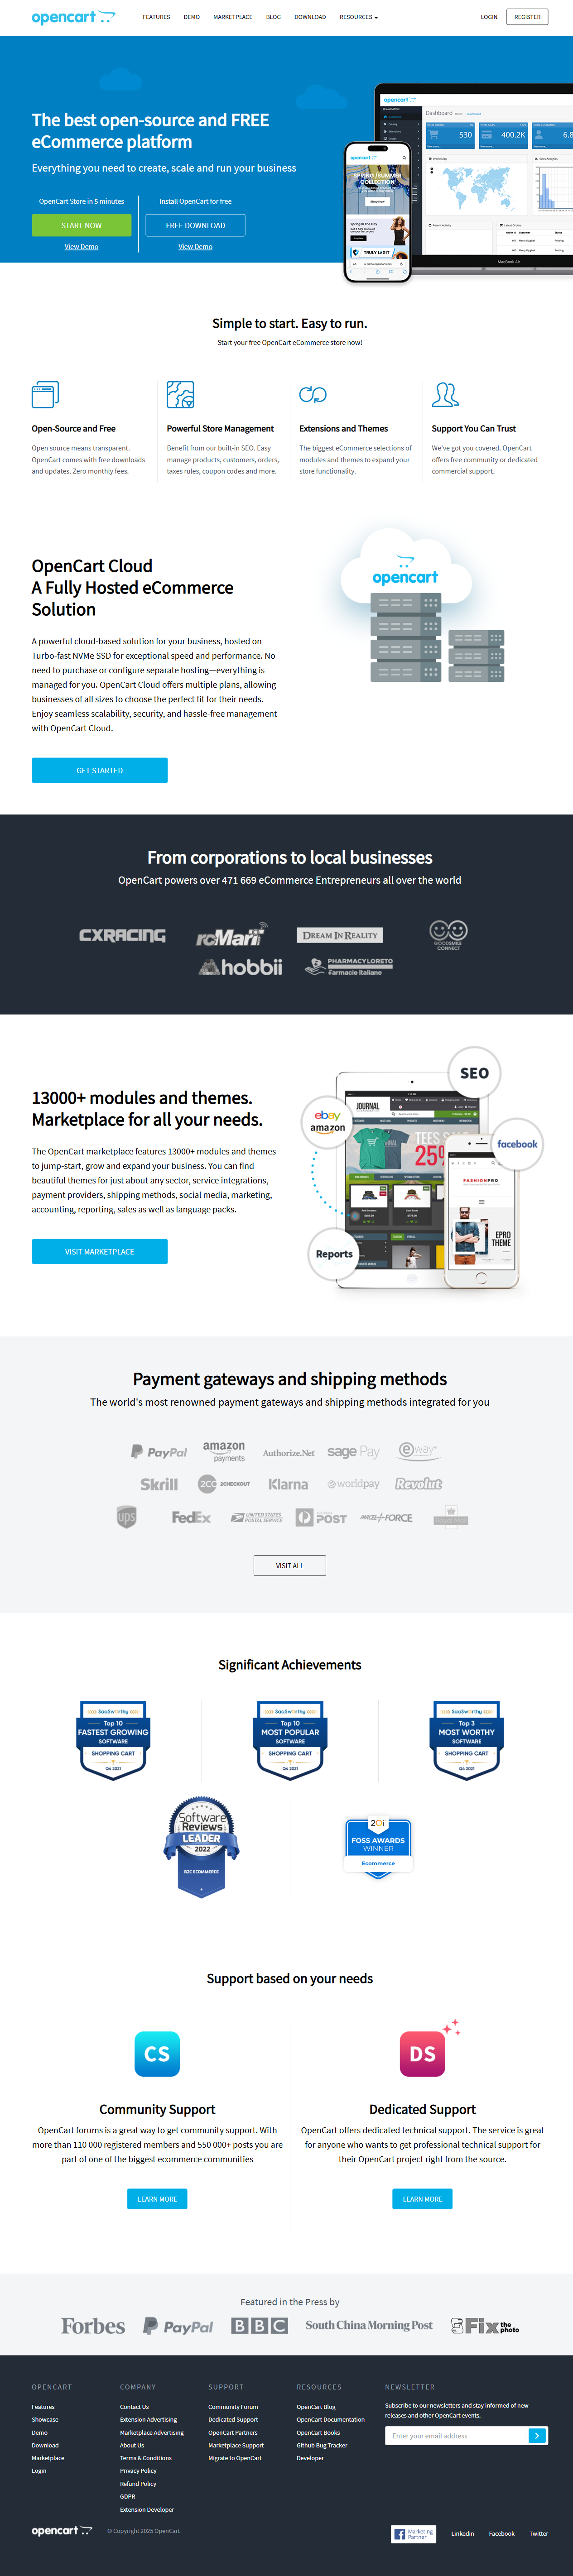 opencart
FEATURES DEMO MARKETPLACE BLOG DOWNLOAD RESOURCES
LOGIN REGISTER
The best open-source and FREE
eCommerce platform
Everything you need to create, scale and run your business
OpenCart Store in 5 minutes
START NOW
View Demo
Install OpenCart for free
FREE DOWNLOAD
View Demo
opencart
Dashboard
530
400.2K
SPRING/SUMMER
COLLECTION
Shop Now
Spring In The City
TRULY LUGIT
MacBook Air
Simple to start. Easy to run.
Start your free OpenCart eCommerce store now!
Open-Source and Free
Open source means transparent.
OpenCart comes with free downloads
and updates. Zero monthly fees.
Powerful Store Management
Benefit from our built-in SEO. Easy
manage products, customers, orders,
taxes rules, coupon codes and more.
Extensions and Themes
The biggest eCommerce selections of
modules and themes to expand your
store functionality.
Support You Can Trust
We've got you covered. OpenCart
offers free community or dedicated
commercial support.
OpenCart Cloud
A Fully Hosted eCommerce
Solution
A powerful cloud-based solution for your business, hosted on
Turbo-fast NVMe SSD for exceptional speed and performance. No
need to purchase or configure separate hosting—everything is
managed for you. OpenCart Cloud offers multiple plans, allowing
businesses of all sizes to choose the perfect fit for their needs.
Enjoy seamless scalability, security, and hassle-free management
with OpenCart Cloud.
GET STARTED
opencart
From corporations to local businesses
OpenCart powers over 471 669 eCommerce Entrepreneurs all over the world
CXRACING
rcMart
DREAM IN REALITY
GOODSMILE
CONNECT
hobbii
PHARMACYLORETO
Farmacie Italiane
13000+ modules and themes.
Marketplace for all your needs.
The OpenCart marketplace features 13000+ modules and themes
to jump-start, grow and expand your business. You can find
beautiful themes for just about any sector, service integrations,
payment providers, shipping methods, social media, marketing,
accounting, reporting, sales as well as language packs.
VISIT MARKETPLACE
SEO
ebay
amazon
facebook
Reports
JOURNAL
TEES
25%
FASHIONPRO
EPRO
THEME
Payment gateways and shipping methods
The world's most renowned payment gateways and shipping methods integrated for you
PayPal
amazon
payments
Authorize.Net
sage Pay
eway
Skrill
2CO 2CHECKOUT
Klarna
worldpay
Revolut
ups
FedEx
UNITED STATES
POSTAL SERVICE
POST
PARCEL FORCE
VISIT ALL
Significant Achievements
SaaSworthy
Top 10
FASTEST GROWING
SOFTWARE
SHOPPING CART
Q4 2021
SaaSworthy
Top 10
MOST POPULAR
SOFTWARE
SHOPPING CART
Q4 2021
SaaSworthy
Top 3
MOST WORTHY
SOFTWARE
SHOPPING CART
Q4 2021
Software
Reviews
LEADER
2022
B2C ECOMMERCE
20i
FOSS AWARDS
WINNER
Ecommerce
Support based on your needs
CS
Community Support
OpenCart forums is a great way to get community support. With
more than 110 000 registered members and 550 000+ posts you are
part of one of the biggest ecommerce communities
LEARN MORE
DS
Dedicated Support
OpenCart offers dedicated technical support. The service is great
for anyone who wants to get professional technical support for
their OpenCart project right from the source.
LEARN MORE
Featured in the Press by
Forbes
PayPal
BBC
South China Morning Post
Fix the
photo
OPENCART
Features
Showcase
Demo
Download
Marketplace
Login
COMPANY
Contact Us
Extension Advertising
Marketplace Advertising
About Us
Terms & Conditions
Privacy Policy
Refund Policy
GDPR
Extension Developer
SUPPORT
Community Forum
Dedicated Support
OpenCart Partners
Marketplace Support
Migrate to OpenCart
RESOURCES
OpenCart Blog
OpenCart Documentation
OpenCart Books
Github Bug Tracker
Developer
NEWSLETTER
Subscribe to our newsletters and stay informed of new
releases and other OpenCart events.
Enter your email address
opencart
© Copyright 2025 OpenCart
Marketing
Partner
Linkedin Facebook Twitter